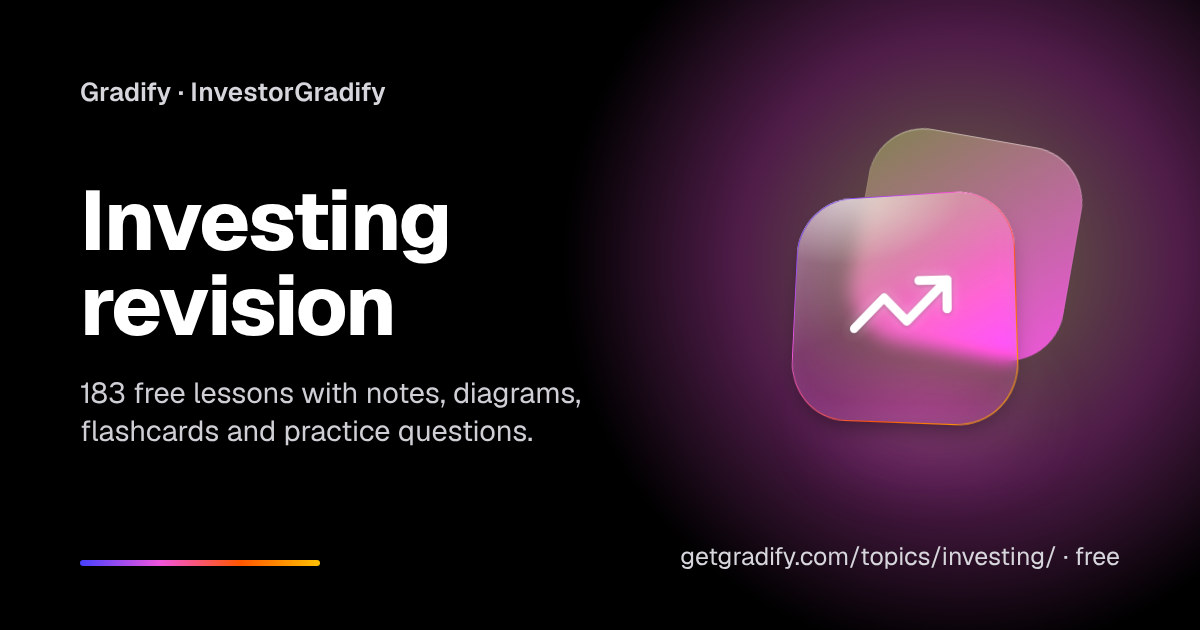 Gradify · InvestorGradify
Investing
revision
183 free lessons with notes, diagrams,
flashcards and practice questions.
getgradify.com/topics/investing/ · free